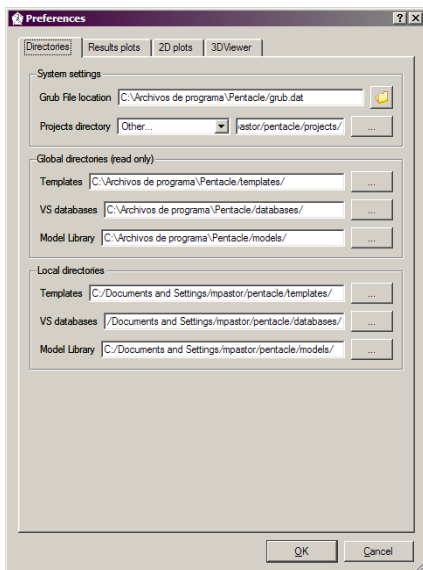 Preferences
Directories Results plots 2D plots 3DViewer
System settings
Grub File location C:\Archivos de programa\Pentacle/grub.dat
Projects directory Other... pastor/pentacle/projects/ ...
Global directories (read only)
Templates C:\Archivos de programa\Pentacle/templates/ ...
VS databases C:\Archivos de programa\Pentacle/databases/ ...
Model Library C:\Archivos de programa\Pentacle/models/ ...
Local directories
Templates C:/Documents and Settings/mpastor/pentacle/templates/ ...
VS databases /Documents and Settings/mpastor/pentacle/databases/ ...
Model Library C:/Documents and Settings/mpastor/pentacle/models/ ...
OK Cancel